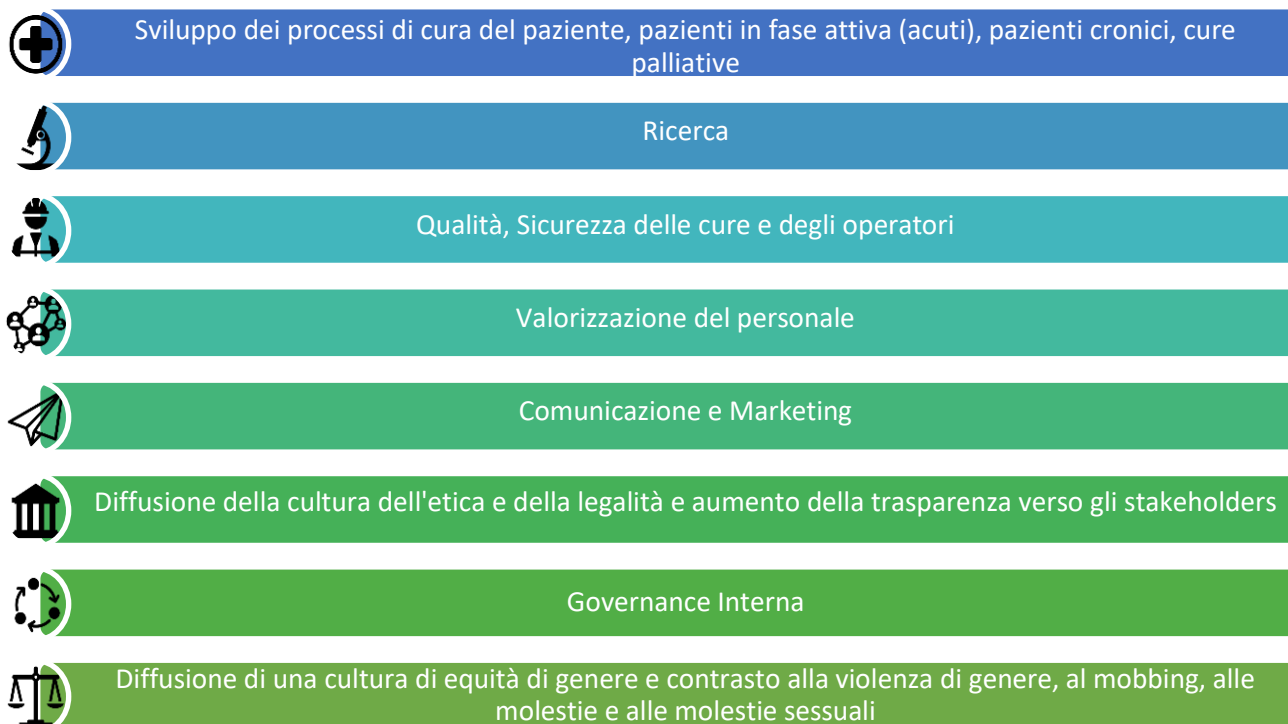 Sviluppo dei processi di cura del paziente, pazienti in fase attiva (acuti), pazienti cronici, cure
palliative
Ricerca
Qualità, Sicurezza delle cure e degli operatori
Valorizzazione del personale
Comunicazione e Marketing
Diffusione della cultura dell'etica e della legalità e aumento della trasparenza verso gli stakeholders
Governance Interna
Diffusione di una cultura di equità di genere e contrasto alla violenza di genere, al mobbing, alle
molestie e alle molestie sessuali